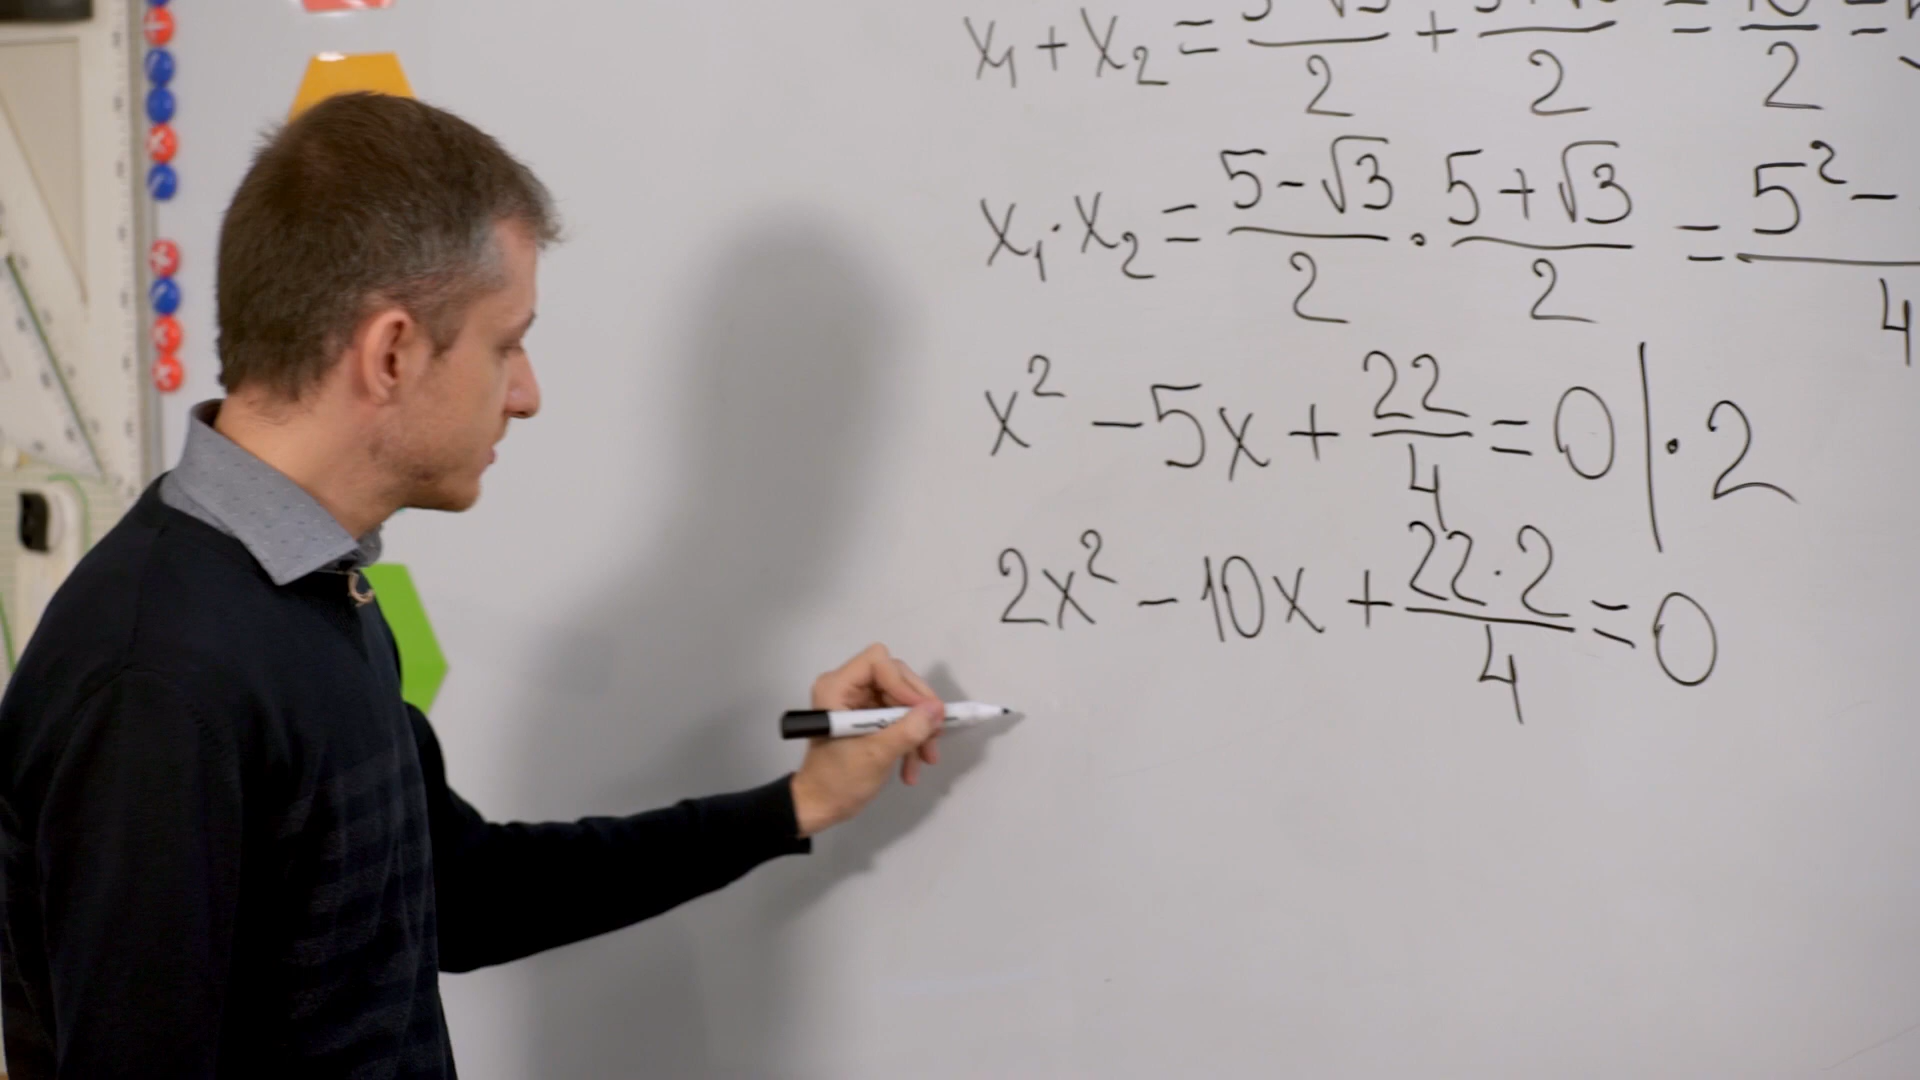 x₁ + x₂ = 5-√3/2 + 5+√3/2 = 10/2 =
x₁ · x₂ = 5-√3/2 · 5+√3/2 = 5² - /4
x² - 5x + 22/4 = 0 | · 2
2x² - 10x + 22·2/4 = 0